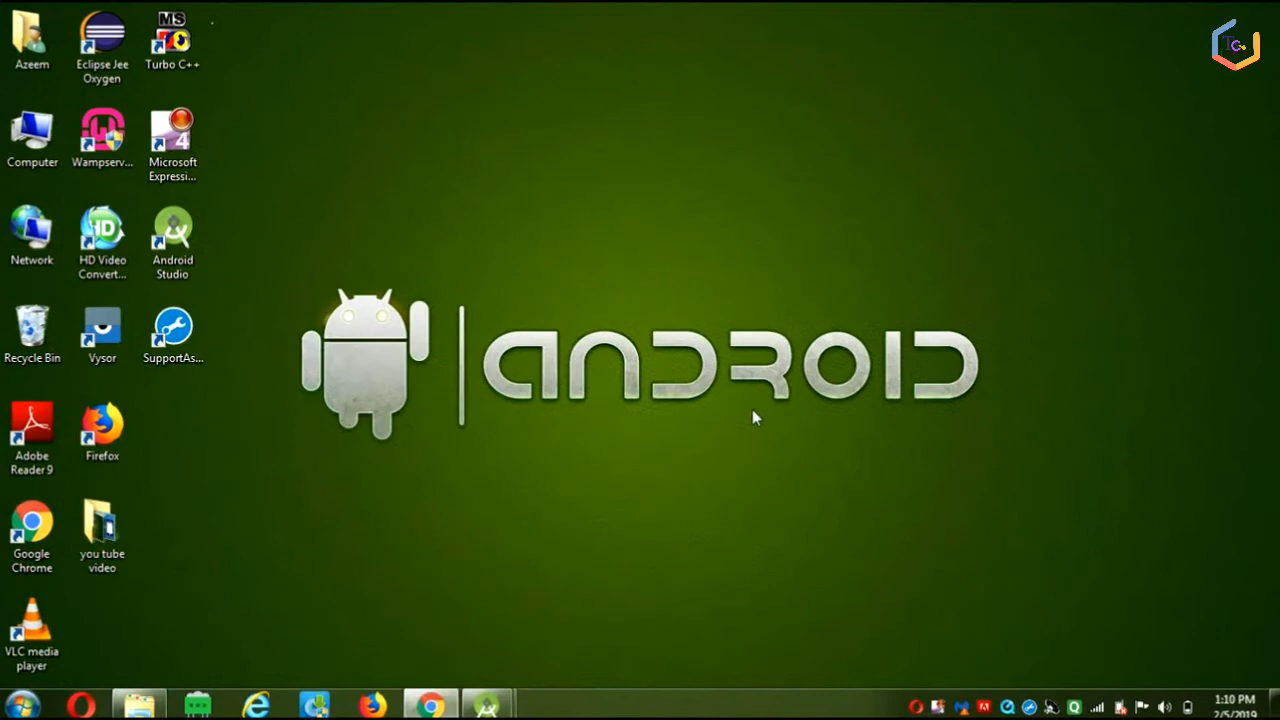 Azeem
Eclipse Jee
Oxygen
MS
Turbo C++
Computer
Wampserv...
4
Microsoft
Expressi...
Network
HD
HD Video
Convert...
Android
Studio
Recycle Bin
Vysor
SupportAs...
ANDROID
Adobe
Reader 9
Firefox
Google
Chrome
you tube
video
VLC media
player
1:10 PM
2/5/2019